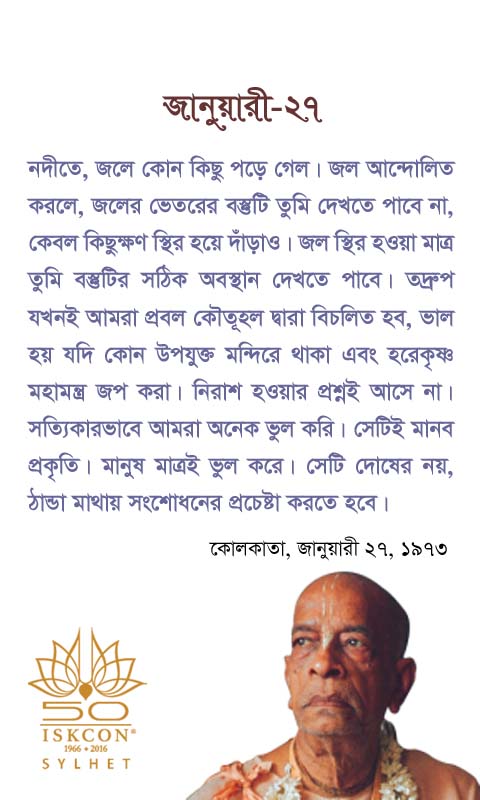 জানুয়ারী-২৭
নদীতে, জলে কোন কিছু পড়ে গেল। জল আন্দোলিত
করলে, জলের ভেতরের বস্তুটি তুমি দেখতে পাবে না,
কেবল কিছুক্ষণ স্থির হয়ে দাঁড়াও। জল স্থির হওয়া মাত্র
তুমি বস্তুটির সঠিক অবস্থান দেখতে পাবে। তদ্রুপ
যখনই আমরা প্রবল কৌতূহল দ্বারা বিচলিত হব, ভাল
হয় যদি কোন উপযুক্ত মন্দিরে থাকা এবং হরেকৃষ্ণ
মহামন্ত্র জপ করা। নিরাশ হওয়ার প্রশ্নই আসে না।
সত্যিকারভাবে আমরা অনেক ভুল করি। সেটিই মানব
প্রকৃতি। মানুষ মাত্রই ভুল করে। সেটি দোষের নয়,
ঠান্ডা মাথায় সংশোধনের প্রচেষ্টা করতে হবে।
কোলকাতা, জানুয়ারী ২৭, ১৯৭৩
50
ISKCON®
1966 • 2016
SYLHET